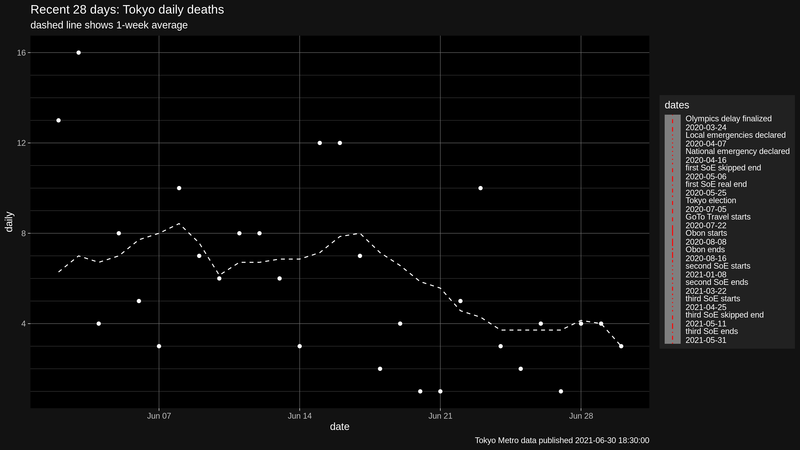 Recent 28 days: Tokyo daily deaths
dashed line shows 1-week average
daily
16
12
8
4
Jun 07
Jun 14
Jun 21
Jun 28
date
Tokyo Metro data published 2021-06-30 18:30:00
dates
Olympics delay finalized
2020-03-24
Local emergencies declared
2020-04-07
National emergency declared
2020-04-16
first SoE skipped end
2020-05-06
first SoE real end
2020-05-25
Tokyo election
2020-07-05
GoTo Travel starts
2020-07-22
Obon starts
2020-08-08
Obon ends
2020-08-16
second SoE starts
2021-01-08
second SoE ends
2021-03-22
third SoE starts
2021-04-25
third SoE skipped end
2021-05-11
third SoE ends
2021-05-31